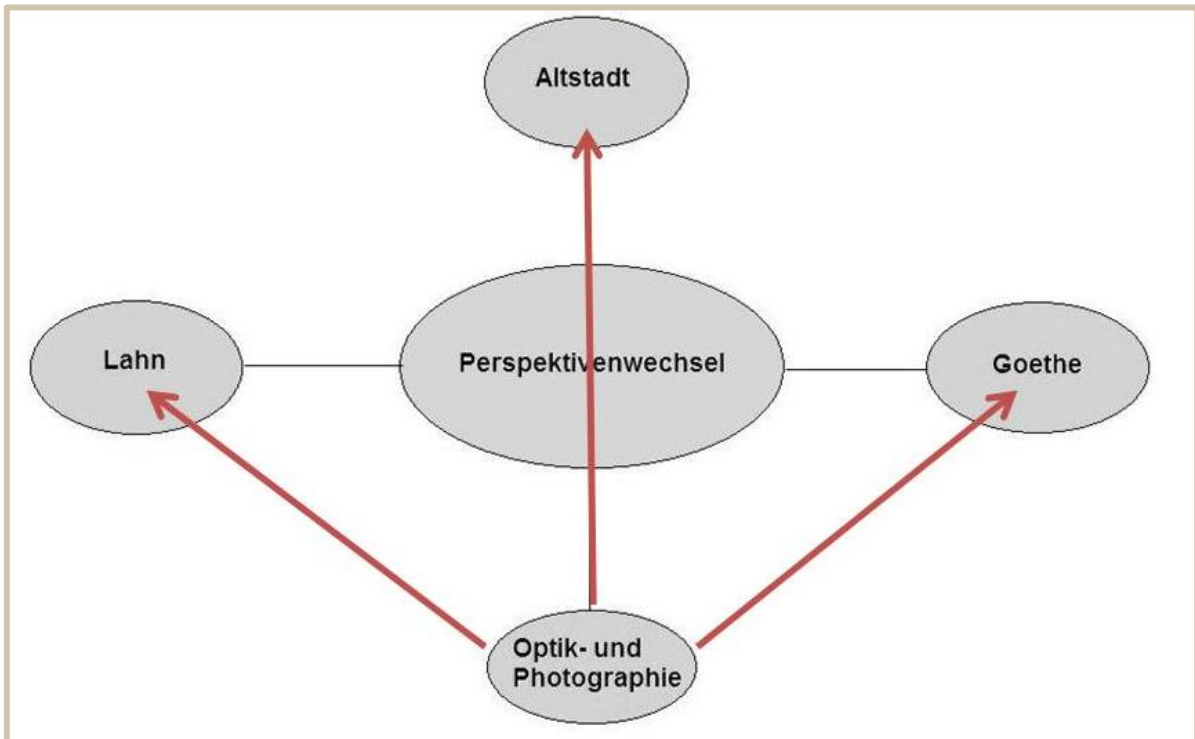 Altstadt
Lahn
Perspektivenwechsel
Goethe
Optik- und
Photographie